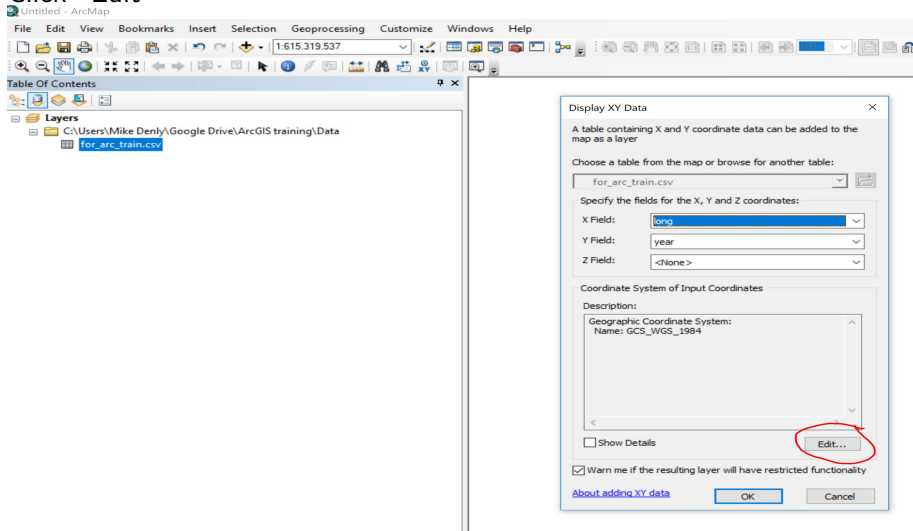 Untitled - ArcMap
File Edit View Bookmarks Insert Selection Geoprocessing Customize Windows Help
1:615.319.537
Table Of Contents
Layers
C:\Users\Mike Denly\Google Drive\ArcGIS training\Data
for_arc_train.csv
Display XY Data
A table containing X and Y coordinate data can be added to the
map as a layer
Choose a table from the map or browse for another table:
for_arc_train.csv
Specify the fields for the X, Y and Z coordinates:
X Field: long
Y Field: year
Z Field: <None>
Coordinate System of Input Coordinates
Description:
Geographic Coordinate System:
Name: GCS_WGS_1984
Show Details Edit...
Warn me if the resulting layer will have restricted functionality
About adding XY data OK Cancel